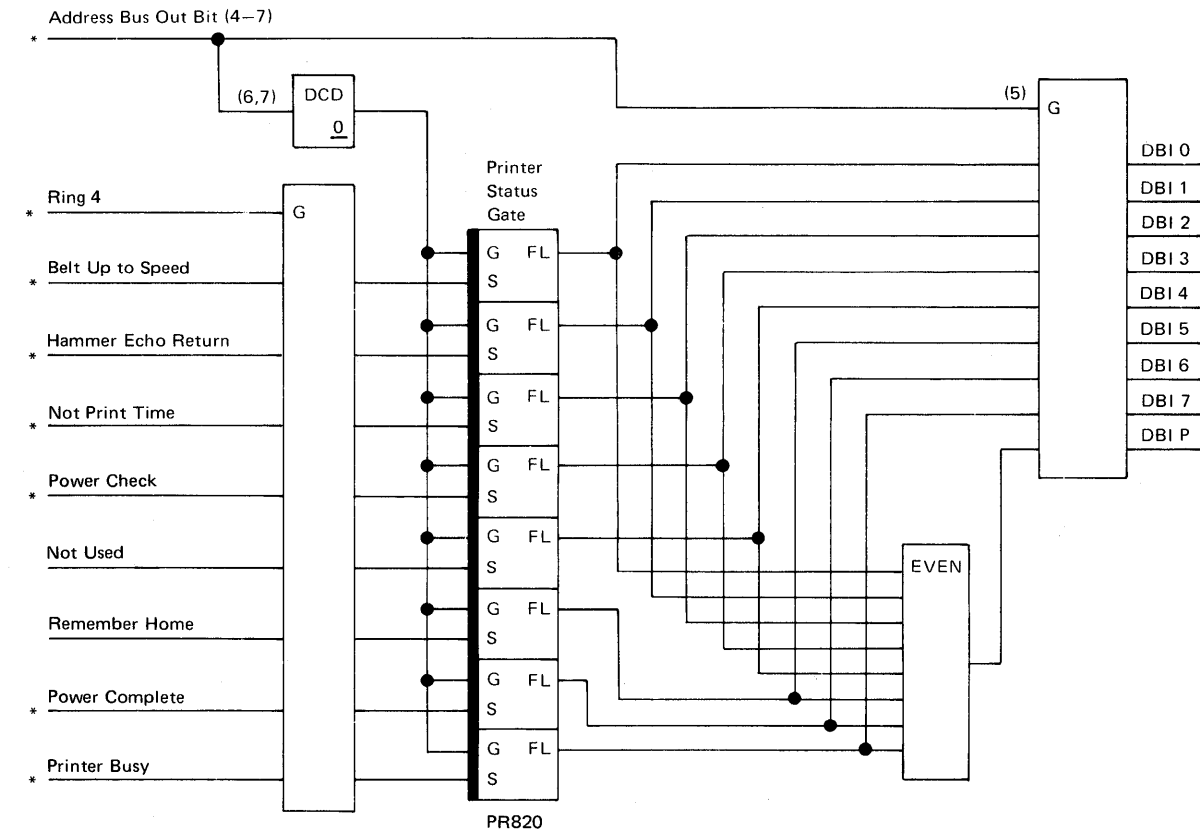 Address Bus Out Bit (4–7)
*
(6,7)
DCD
0
(5)
G
DBI 0
DBI 1
DBI 2
DBI 3
DBI 4
DBI 5
DBI 6
DBI 7
DBI P
Printer
Status
Gate
Ring 4
*
G
Belt Up to Speed
*
Hammer Echo Return
*
Not Print Time
*
Power Check
*
Not Used
Remember Home
Power Complete
*
Printer Busy
*
G FL
S
G FL
S
G FL
S
G FL
S
G FL
S
G FL
S
G FL
S
G FL
S
PR820
EVEN